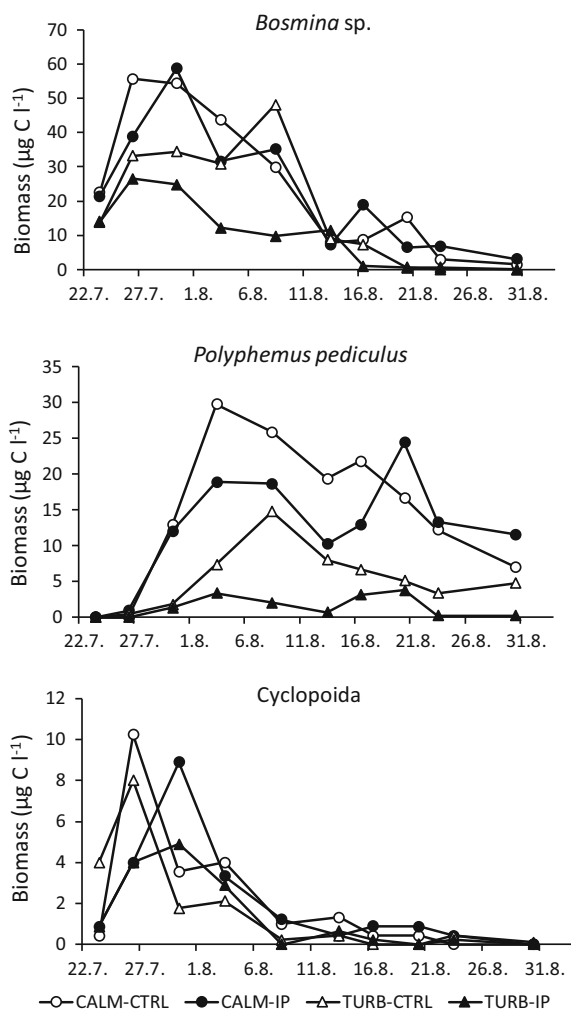 Bosmina sp.
Biomass (µg C l-1)
70
60
50
40
30
20
10
0
22.7. 27.7. 1.8. 6.8. 11.8. 16.8. 21.8. 26.8. 31.8.
Polyphemus pediculus
Biomass (µg C l-1)
35
30
25
20
15
10
5
0
22.7. 27.7. 1.8. 6.8. 11.8. 16.8. 21.8. 26.8. 31.8.
Cyclopoida
Biomass (µg C l-1)
12
10
8
6
4
2
0
22.7. 27.7. 1.8. 6.8. 11.8. 16.8. 21.8. 26.8. 31.8.
CALM-CTRL CALM-IP TURB-CTRL TURB-IP